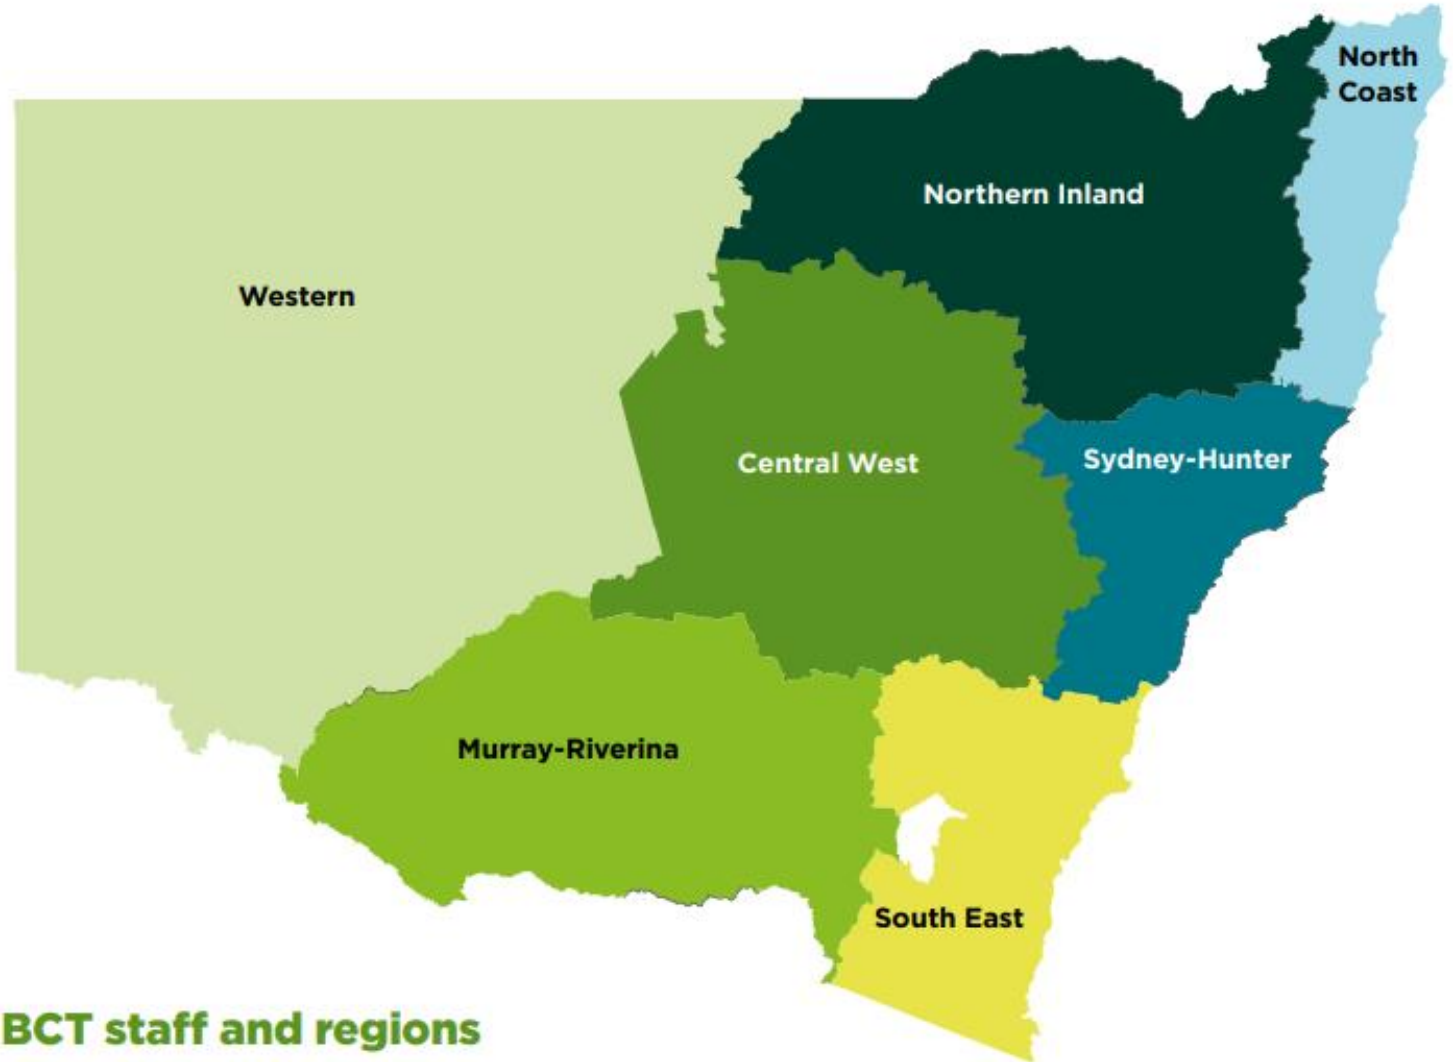 North
Coast
Northern Inland
Western
Central West
Sydney-Hunter
Murray-Riverina
South East
BCT staff and regions